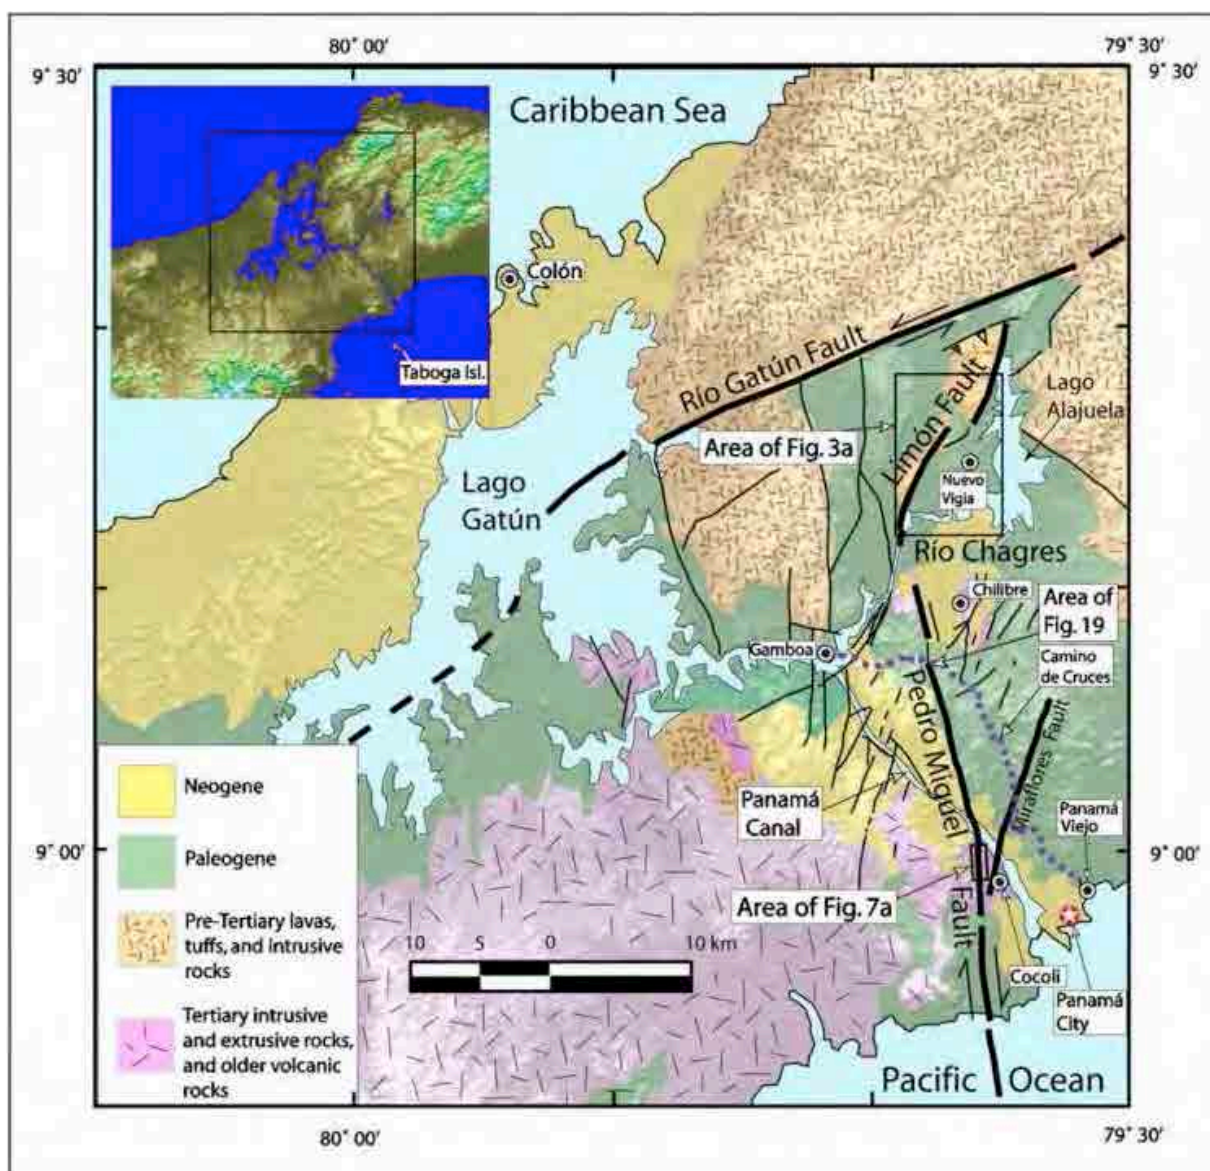 80° 00'
79° 30'
9° 30'
9° 30'
Caribbean Sea
Taboga Isl.
Colón
Río Gatún Fault
Limón Fault
Lago
Alajuela
Area of Fig. 3a
Lago
Gatún
Nuevo
Vigia
Río Chagres
Chilibre
Area of
Fig. 19
Gamboa
Camino
de Cruces
Pedro Miguel
Fault
Miraflores Fault
Panamá
Canal
Panamá
Viejo
9° 00'
9° 00'
Area of Fig. 7a
Cocoli
Panamá
City
Pacific Ocean
10 5 0 10 km
Neogene
Paleogene
Pre-Tertiary lavas,
tuffs, and intrusive
rocks
Tertiary intrusive
and extrusive rocks,
and older volcanic
rocks
80° 00'
79° 30'